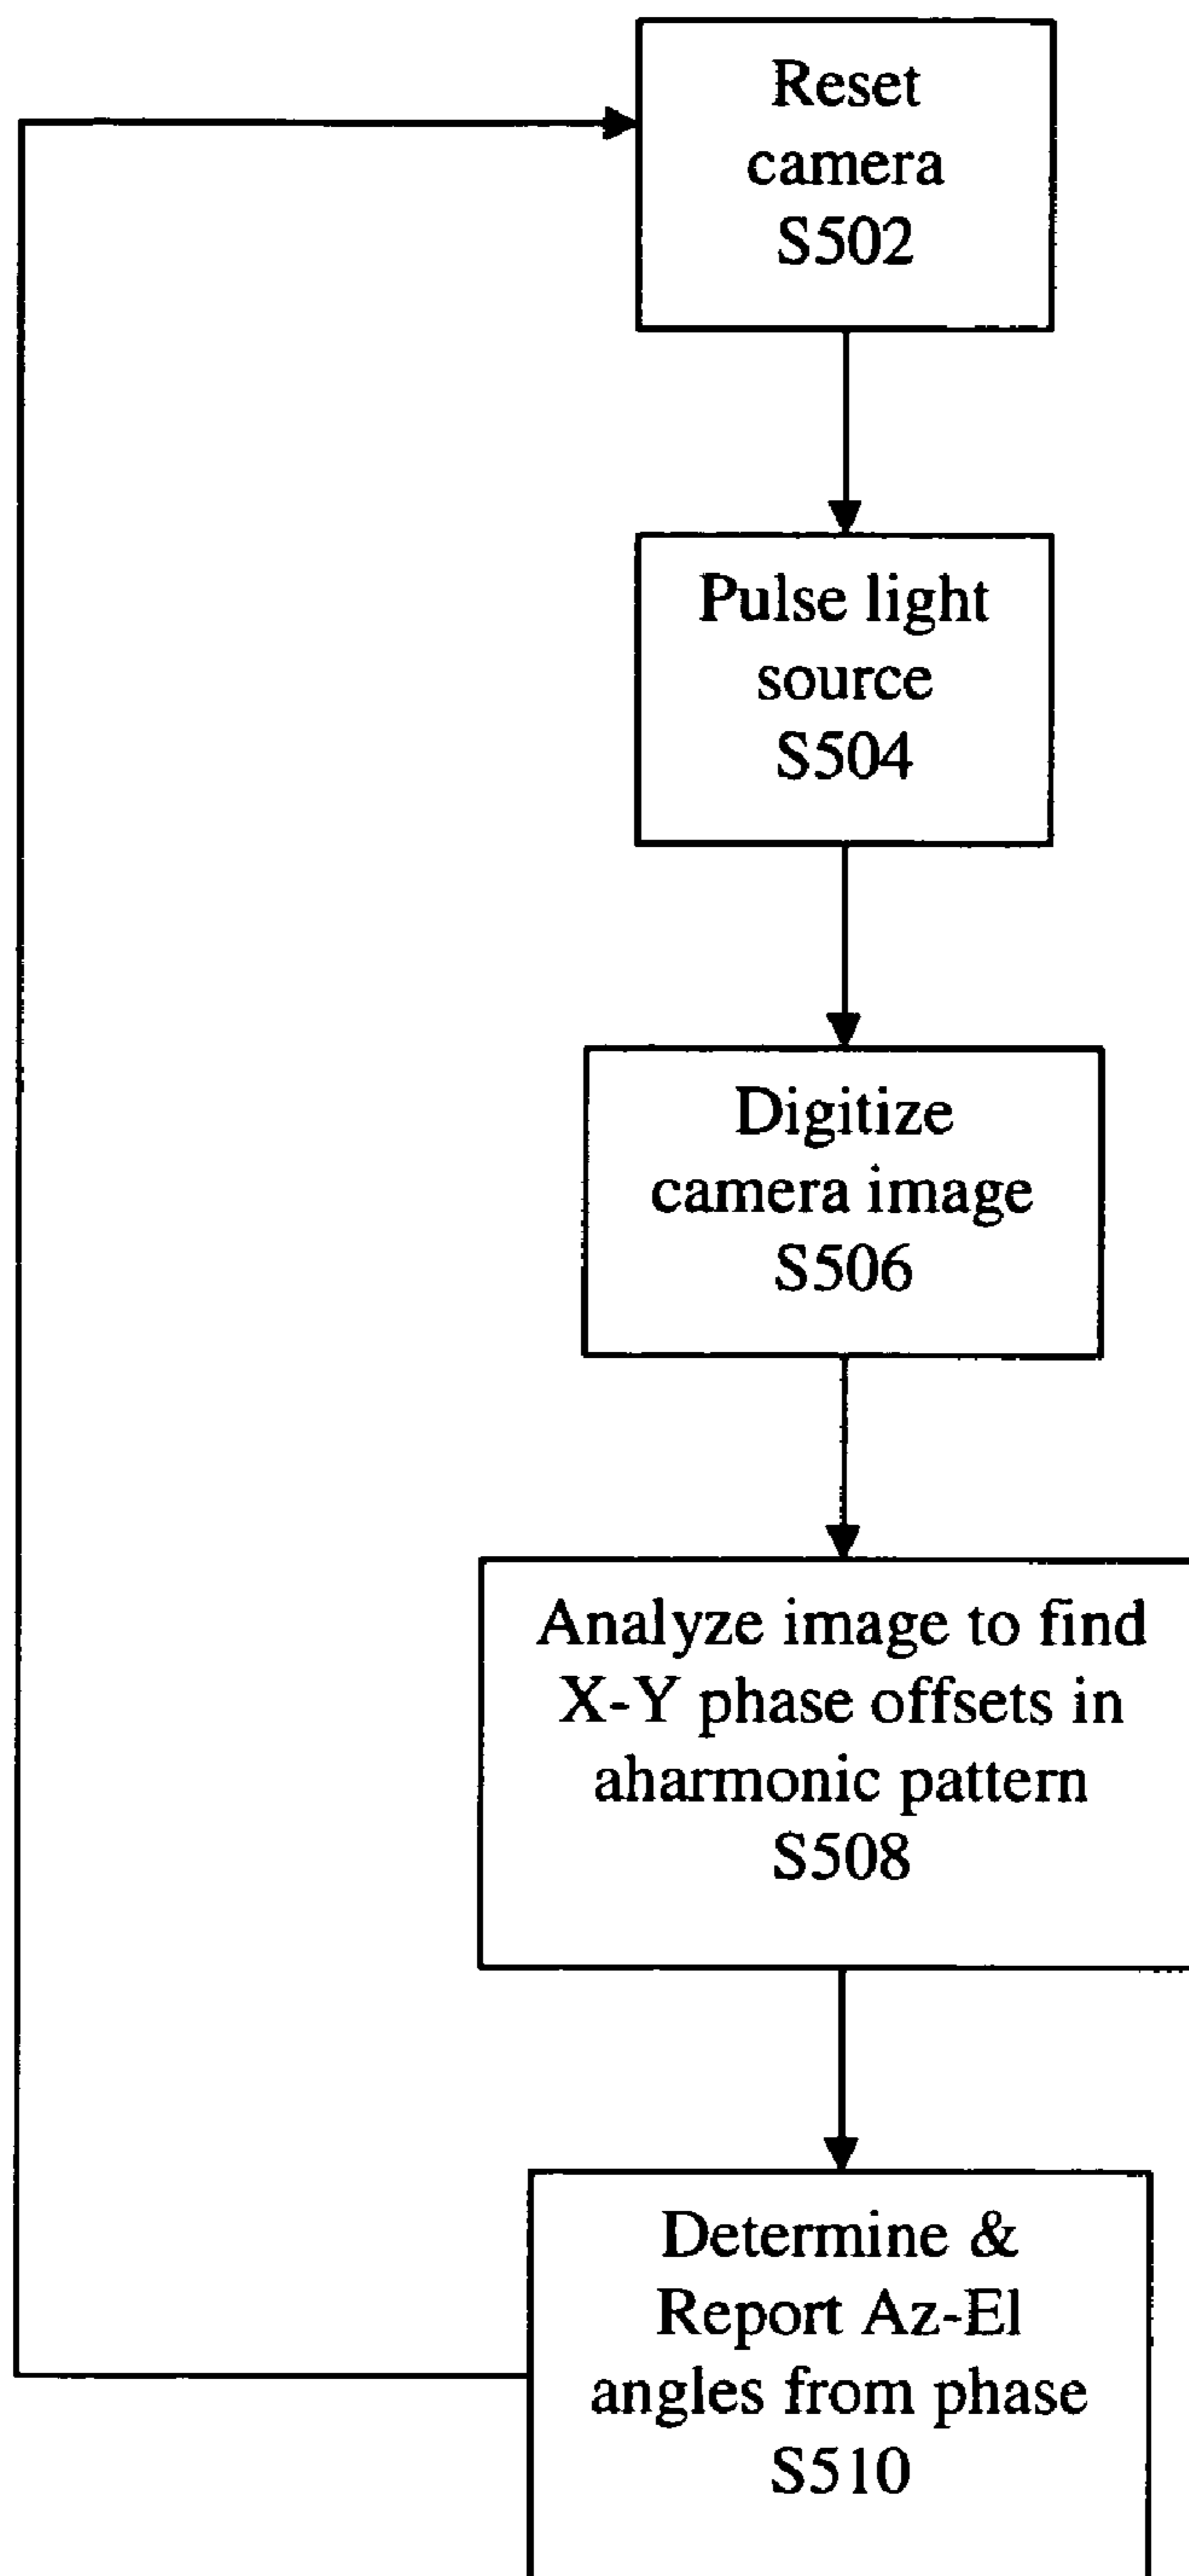 Reset
camera
S502
Pulse light
source
S504
Digitize
camera image
S506
Analyze image to find
X-Y phase offsets in
aharmonic pattern
S508
Determine &
Report Az-El
angles from phase
S510